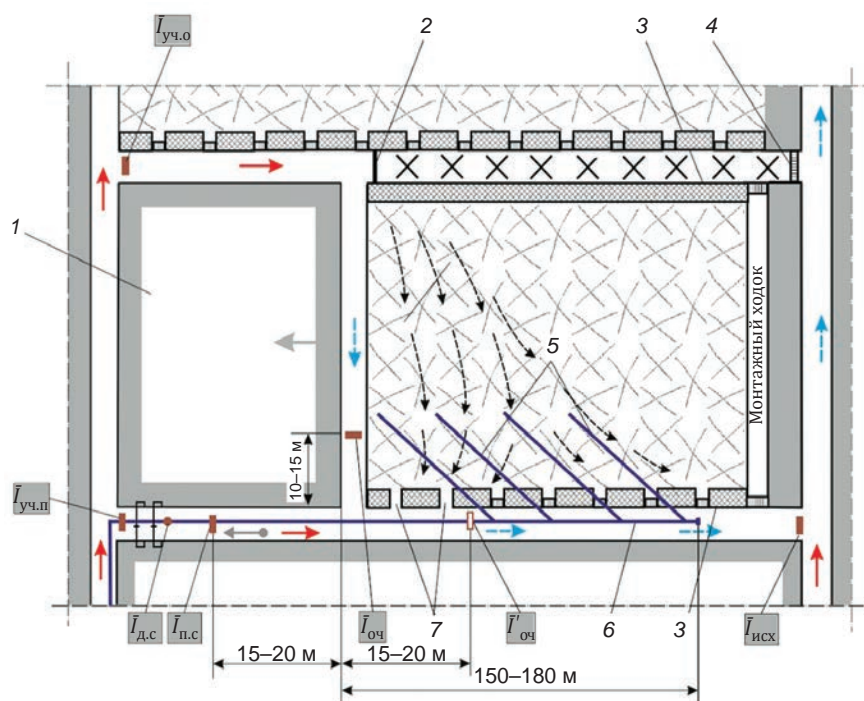 Īуч.о
2
3
4
1
5
Монтажный ходок
10–15 м
Īуч.п
Īд.с
Īп.с
Īоч
7
Ī'оч
6
3
Īисх
15–20 м
15–20 м
150–180 м